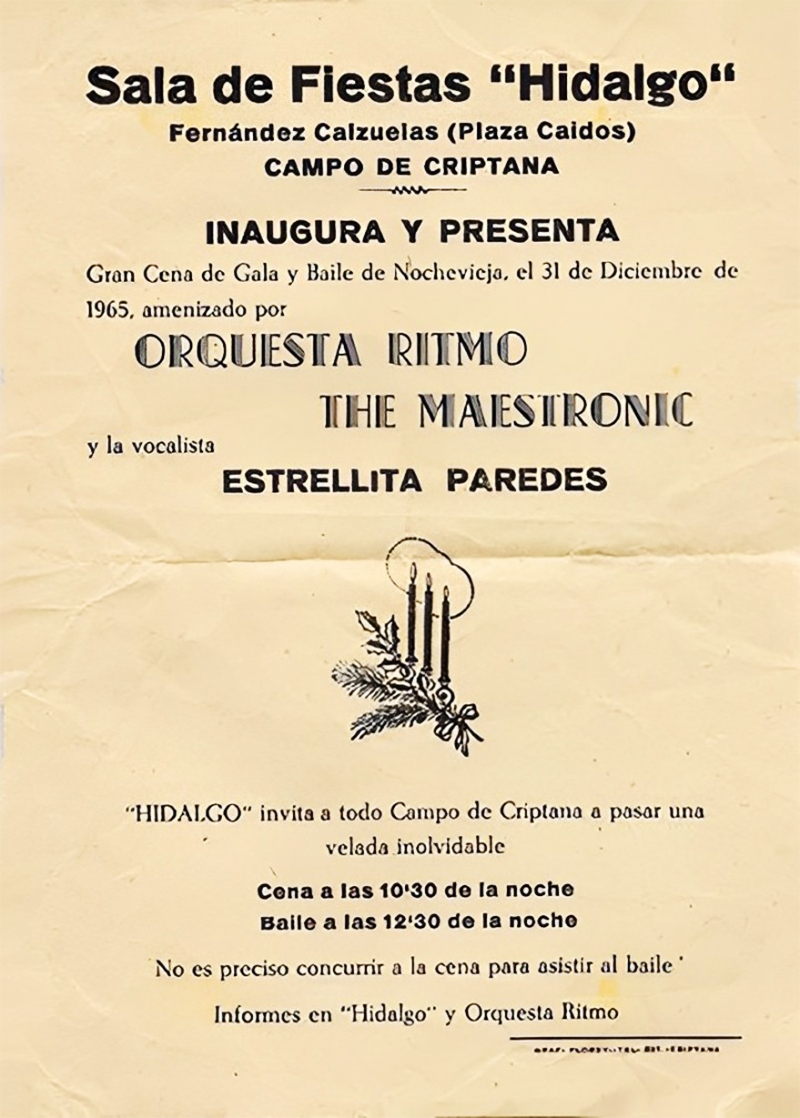 Sala de Fiestas “Hidalgo“
Fernández Calzuelas (Plaza Caidos)
CAMPO DE CRIPTANA
INAUGURA Y PRESENTA
Gran Cena de Gala y Baile de Nochevieja, el 31 de Diciembre de
1965, amenizado por
ORQUESTA RITMO
THE MAESTRONIC
y la vocalista
ESTRELLITA PAREDES
“HIDALGO“ invita a todo Campo de Criptana a pasar una
velada inolvidable
Cena a las 10‘30 de la noche
Baile a las 12‘30 de la noche
No es preciso concurrir a la cena para asistir al baile
Informes en “Hidalgo“ y Orquesta Ritmo
CRIPTANA